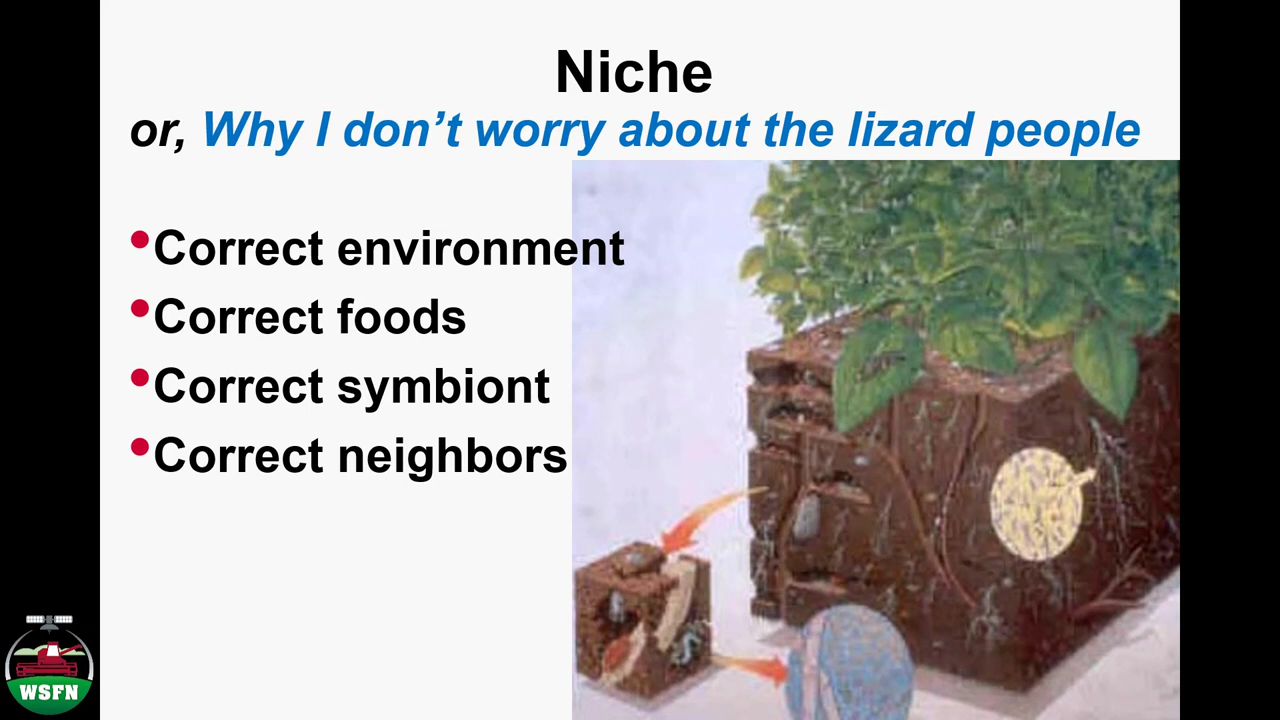 Niche
or, Why I don’t worry about the lizard people
•Correct environment
•Correct foods
•Correct symbiont
•Correct neighbors
WSFN